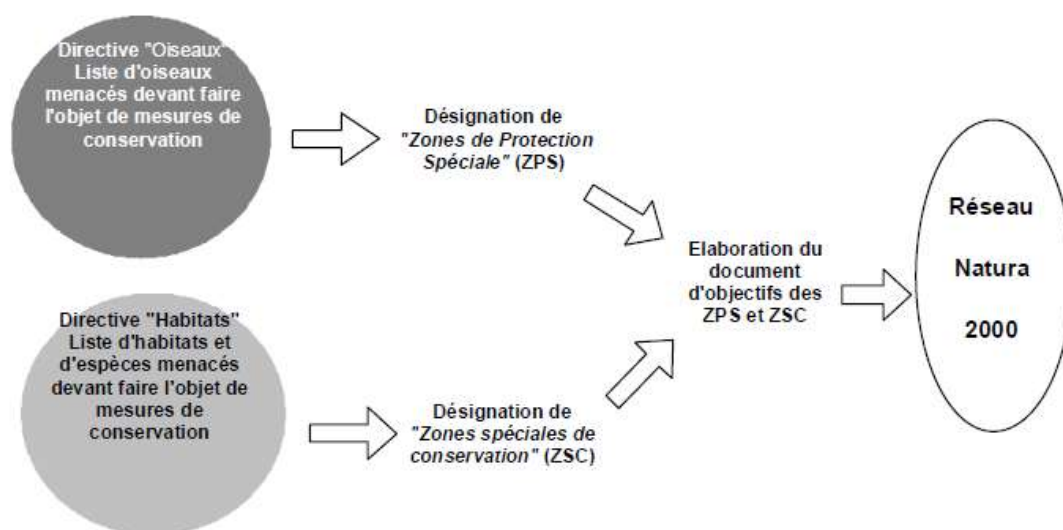 Directive "Oiseaux"
Liste d'oiseaux
menacés devant faire
l'objet de mesures de
conservation
Désignation de
"Zones de Protection
Spéciale" (ZPS)
Directive "Habitats"
Liste d'habitats et
d'espèces menacés
devant faire l'objet de
mesures de
conservation
Désignation de
"Zones spéciales de
conservation" (ZSC)
Elaboration du
document
d'objectifs des
ZPS et ZSC
Réseau
Natura
2000